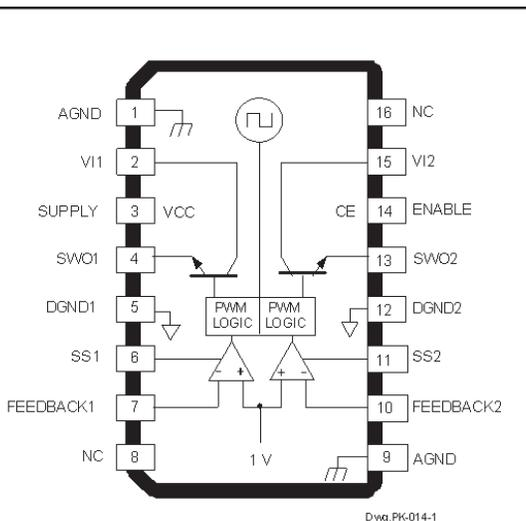 AGND 1 16 NC
VI1 2 15 VI2
SUPPLY 3 VCC CE 14 ENABLE
SWO1 4 13 SWO2
DGND1 5 PWM PWM 12 DGND2
LOGIC LOGIC
SS1 6 11 SS2
- + + -
FEEDBACK1 7 10 FEEDBACK2
NC 8 1 V 9 AGND
Dwg.PK-014-1